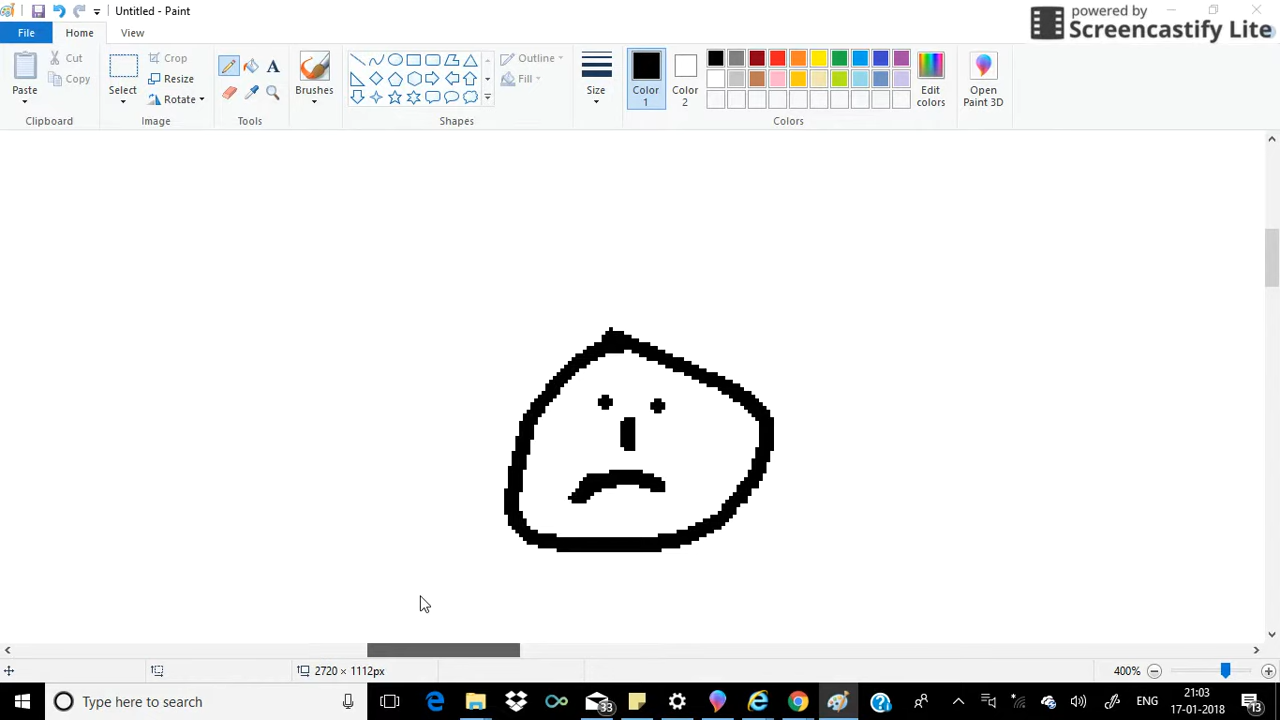 Untitled - Paint
powered by
Screencastify Lite
File
Home
View
Paste
Cut
Copy
Clipboard
Select
Crop
Resize
Rotate
Image
Tools
Brushes
Shapes
Outline
Fill
Size
Color 1
Color 2
Edit colors
Colors
Open Paint 3D
2720 × 1112px
400%
Type here to search
33
ENG
21:03
17-01-2018
13